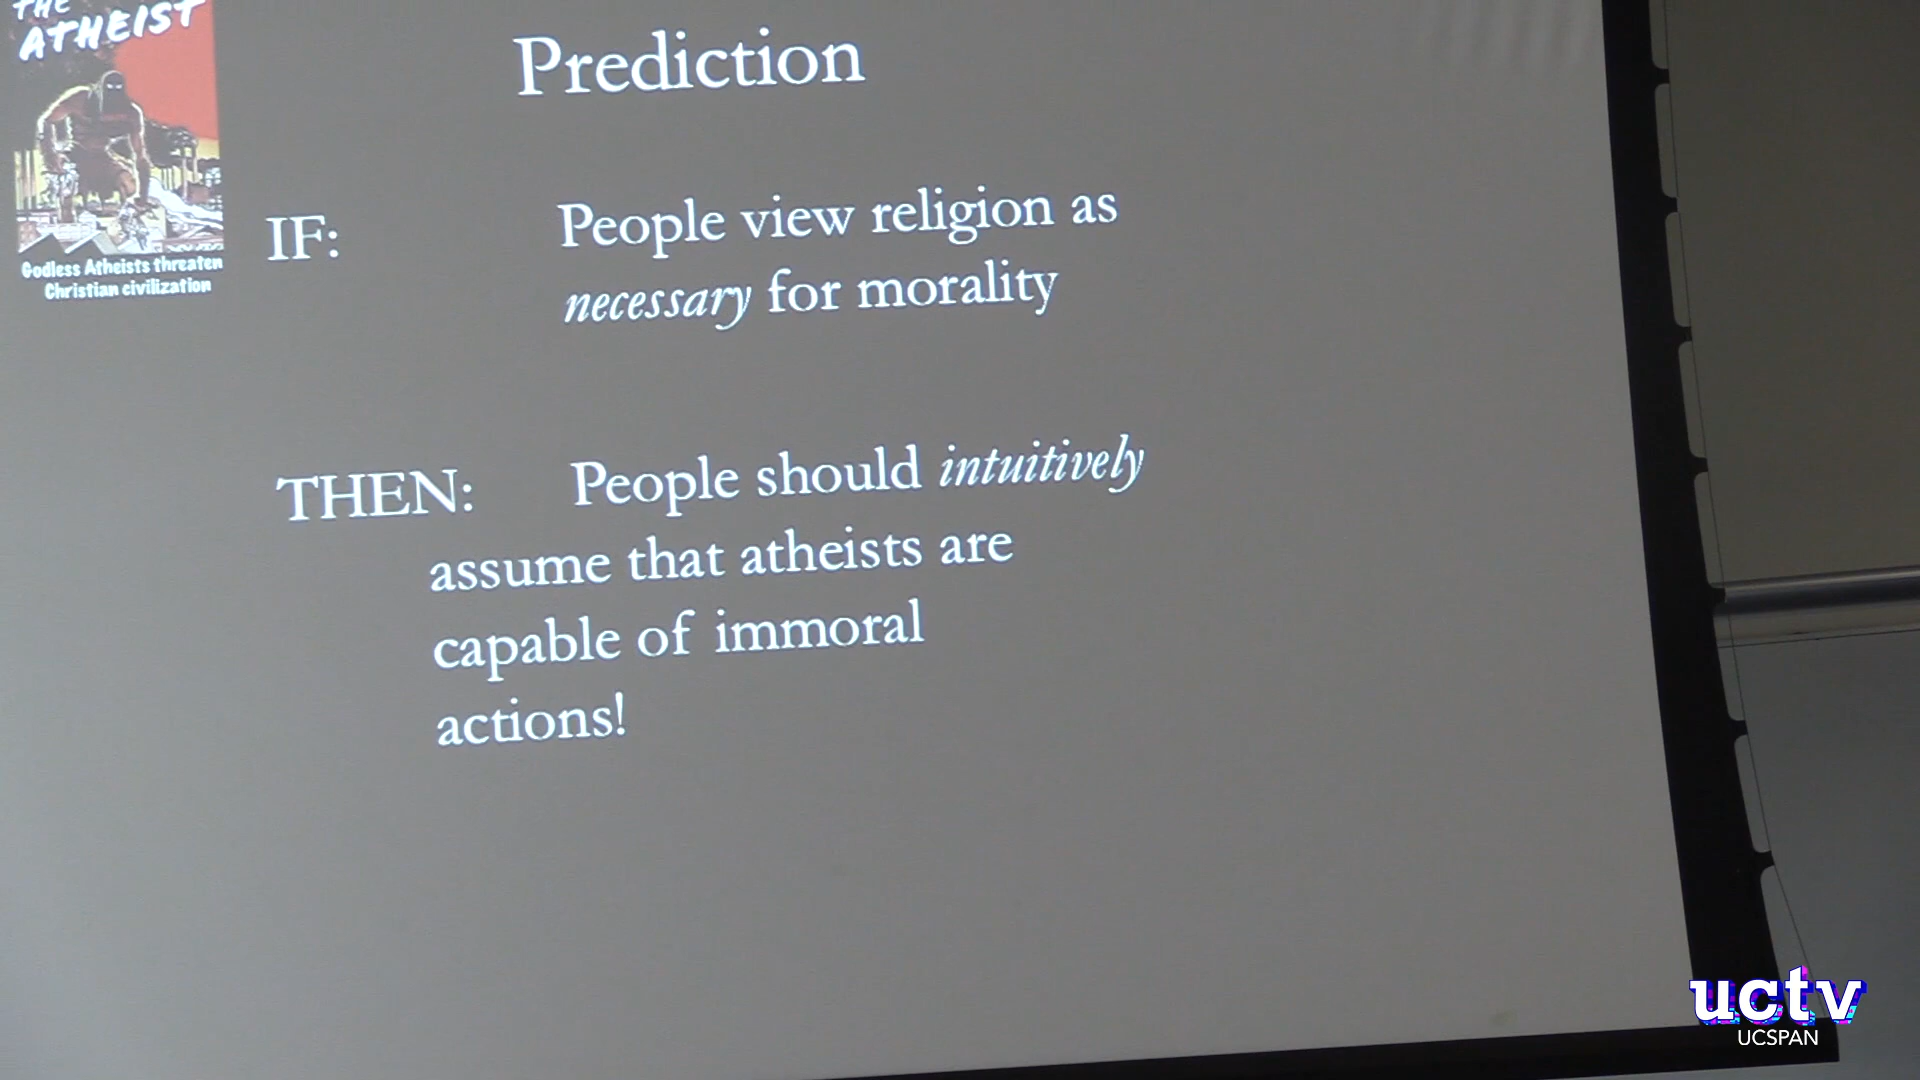 THE
ATHEIST
Godless Atheists threaten
Christian civilization
Prediction
IF: People view religion as
necessary for morality
THEN: People should intuitively
assume that atheists are
capable of immoral
actions!
uctv
UCSPAN